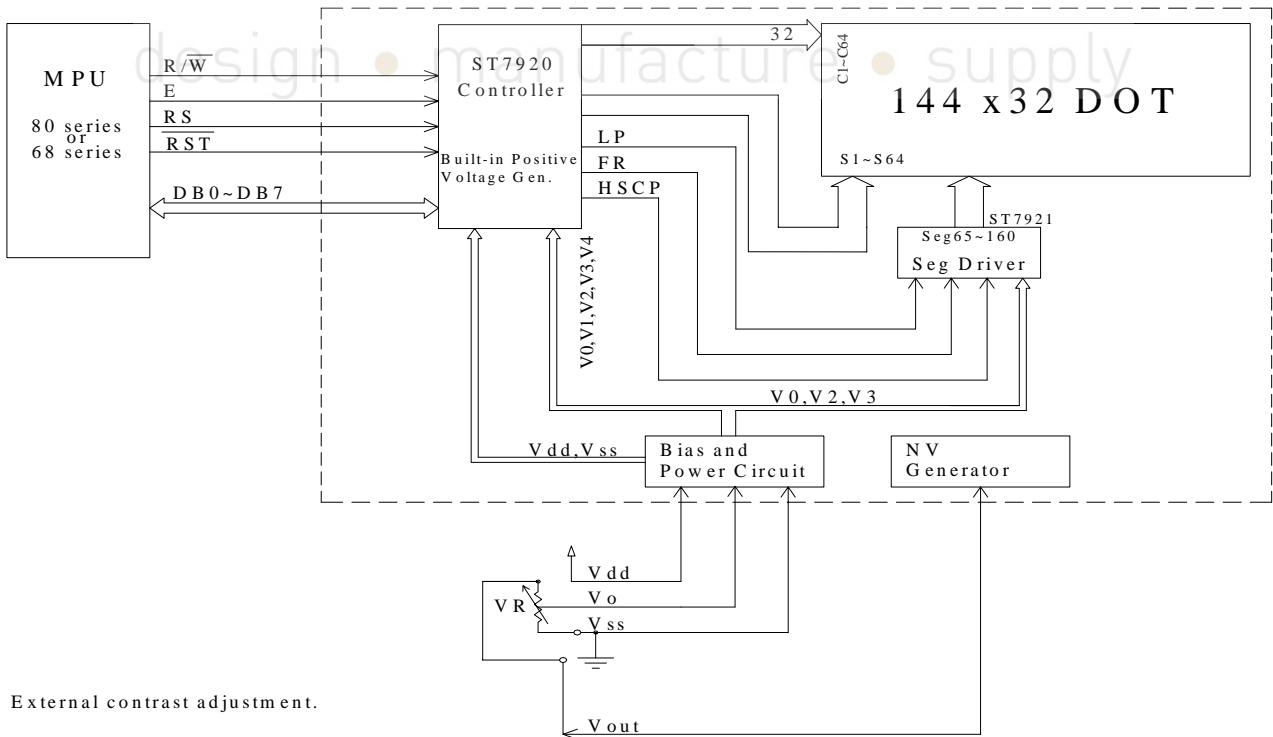 design • manufacture • supply
MPU
80 series
or
68 series
R/W̅
E
RS
R̅S̅T̅
DB0~DB7
ST7920
Controller
Built-in Positive
Voltage Gen.
32
C1~C64
144 x32 DOT
S1~S64
LP
FR
HSCP
ST7921
Seg65~160
Seg Driver
V0,V1,V2,V3,V4
V0,V2,V3
Vdd,Vss
Bias and
Power Circuit
NV
Generator
Vdd
VR
Vo
Vss
External contrast adjustment.
Vout